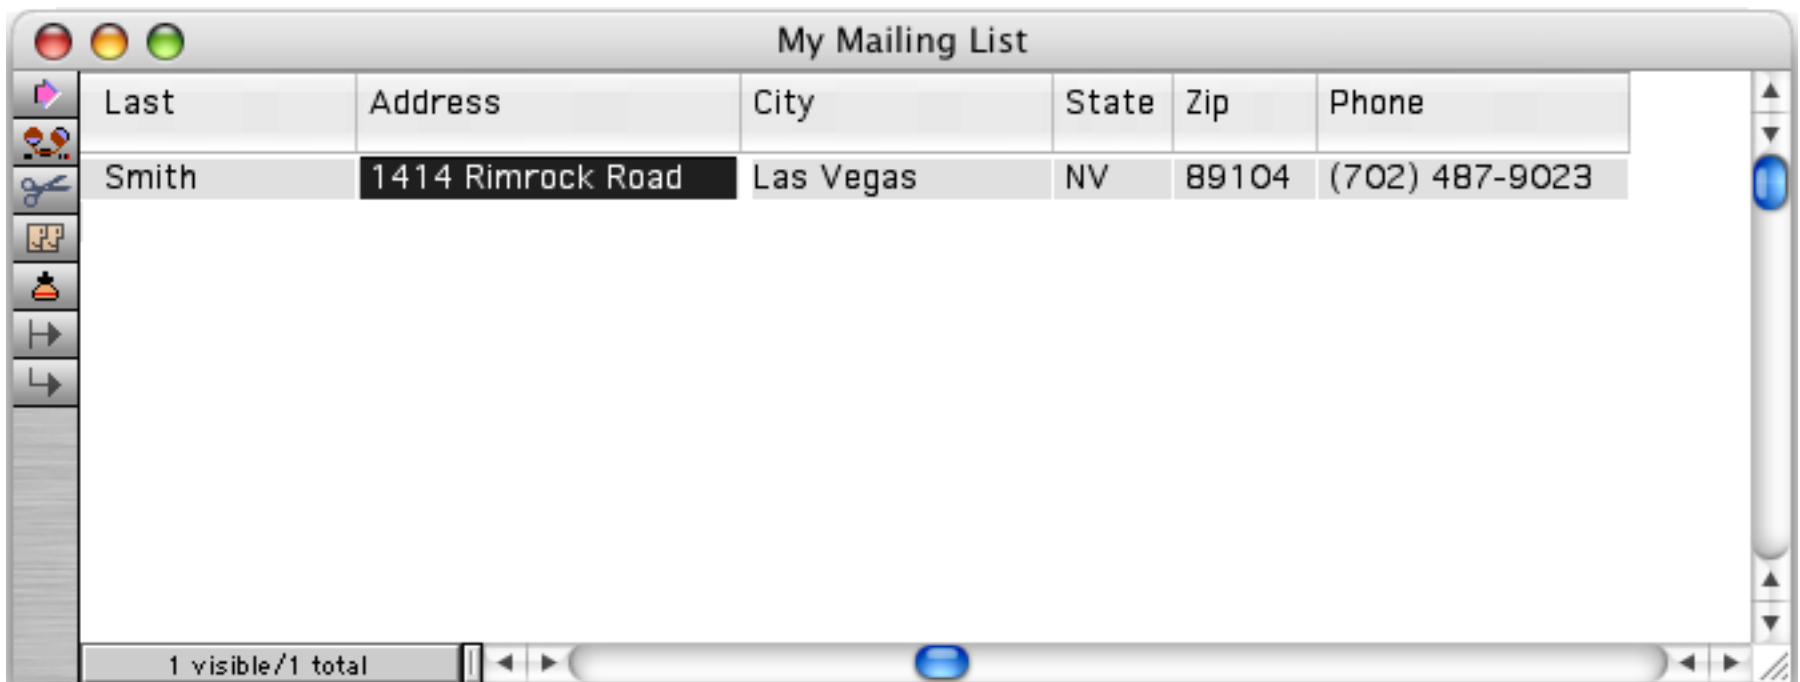 My Mailing List
Last Address City State Zip Phone
Smith 1414 Rimrock Road Las Vegas NV 89104 (702) 487-9023
1 visible/1 total